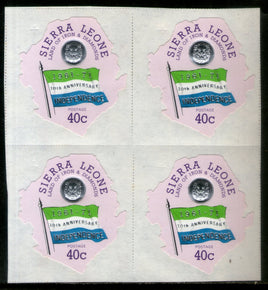 SIERRA LEONE
LAND OF IRON & DIAMONDS
1961-71
10TH ANNIVERSARY
INDEPENDENCE
POSTAGE
40c
SIERRA LEONE
LAND OF IRON & DIAMONDS
1961-71
10TH ANNIVERSARY
INDEPENDENCE
POSTAGE
40c
SIERRA LEONE
LAND OF IRON & DIAMONDS
1961-71
10TH ANNIVERSARY
INDEPENDENCE
POSTAGE
40c
SIERRA LEONE
LAND OF IRON & DIAMONDS
1961-71
10TH ANNIVERSARY
INDEPENDENCE
POSTAGE
40c